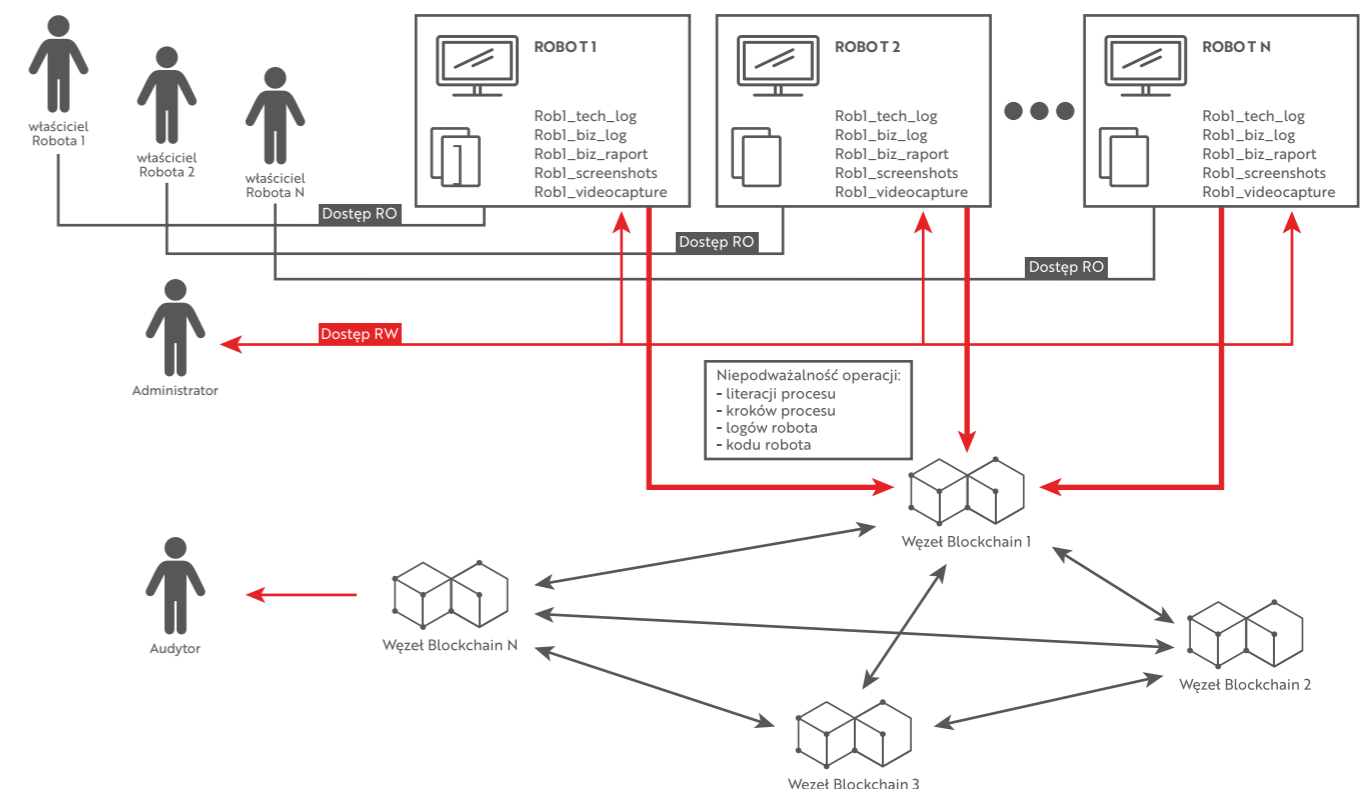 właściciel
Robota 1
właściciel
Robota 2
właściciel
Robota N
ROBOT 1
Rob1_tech_log
Rob1_biz_log
Rob1_biz_raport
Rob1_screenshots
Rob1_videocapture
ROBOT 2
Rob1_tech_log
Rob1_biz_log
Rob1_biz_raport
Rob1_screenshots
Rob1_videocapture
ROBOT N
Rob1_tech_log
Rob1_biz_log
Rob1_biz_raport
Rob1_screenshots
Rob1_videocapture
Dostęp RO
Dostęp RO
Dostęp RO
Dostęp RW
Administrator
Niepodważalność operacji:
- literacji procesu
- kroków procesu
- logów robota
- kodu robota
Węzeł Blockchain 1
Audytor
Węzeł Blockchain N
Węzeł Blockchain 2
Węzeł Blockchain 3